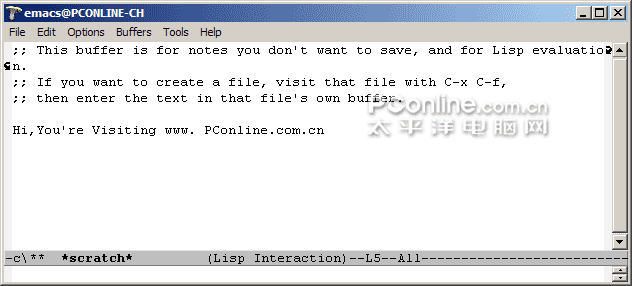 emacs@PCONLINE-CH
File Edit Options Buffers Tools Help
;; This buffer is for notes you don't want to save, and for Lisp evaluatio
n.
;; If you want to create a file, visit that file with C-x C-f,
;; then enter the text in that file's own buffer.
PConline.com.cn
太平洋电脑网
Hi,You're Visiting www. PConline.com.cn
-c\** *scratch* (Lisp Interaction)--L5--All--------------------------